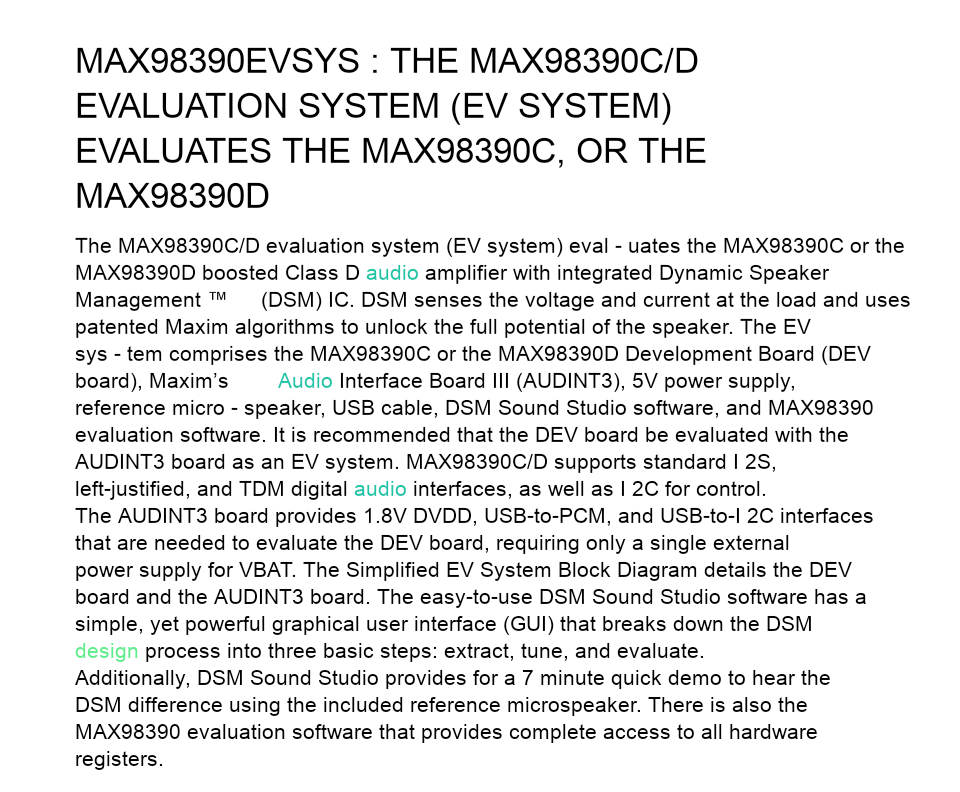 MAX98390EVSYS : THE MAX98390C/D
EVALUATION SYSTEM (EV SYSTEM)
EVALUATES THE MAX98390C, OR THE
MAX98390D
The MAX98390C/D evaluation system (EV system) eval - uates the MAX98390C or the
MAX98390D boosted Class D audio amplifier with integrated Dynamic Speaker
Management ™ (DSM) IC. DSM senses the voltage and current at the load and uses
patented Maxim algorithms to unlock the full potential of the speaker. The EV
sys - tem comprises the MAX98390C or the MAX98390D Development Board (DEV
board), Maxim’s Audio Interface Board III (AUDINT3), 5V power supply,
reference micro - speaker, USB cable, DSM Sound Studio software, and MAX98390
evaluation software. It is recommended that the DEV board be evaluated with the
AUDINT3 board as an EV system. MAX98390C/D supports standard I 2S,
left-justified, and TDM digital audio interfaces, as well as I 2C for control.
The AUDINT3 board provides 1.8V DVDD, USB-to-PCM, and USB-to-I 2C interfaces
that are needed to evaluate the DEV board, requiring only a single external
power supply for VBAT. The Simplified EV System Block Diagram details the DEV
board and the AUDINT3 board. The easy-to-use DSM Sound Studio software has a
simple, yet powerful graphical user interface (GUI) that breaks down the DSM
design process into three basic steps: extract, tune, and evaluate.
Additionally, DSM Sound Studio provides for a 7 minute quick demo to hear the
DSM difference using the included reference microspeaker. There is also the
MAX98390 evaluation software that provides complete access to all hardware
registers.